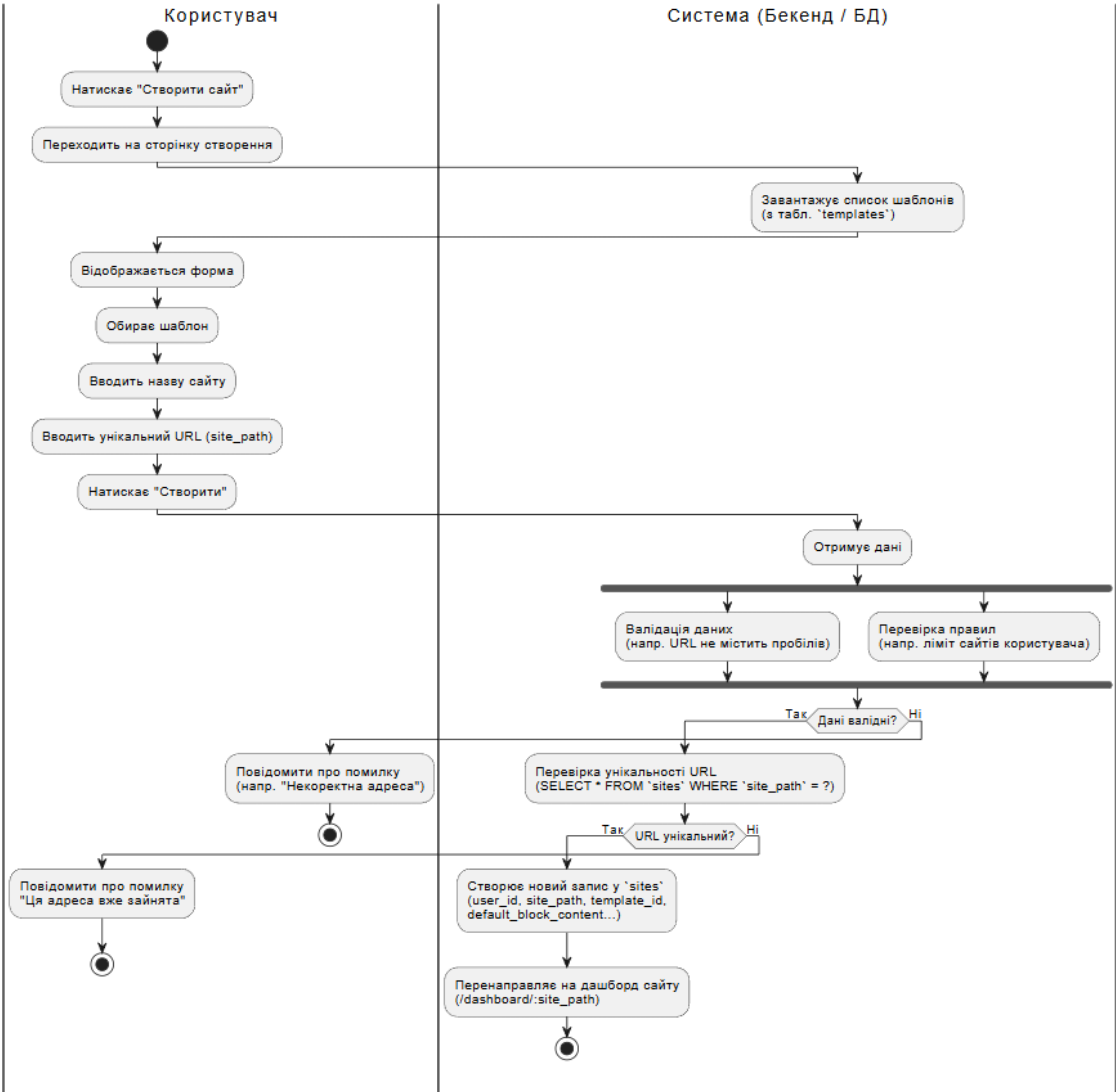 Користувач
Система (Бекенд / БД)
Натискає "Створити сайт"
Переходить на сторінку створення
Завантажує список шаблонів
(з табл. `templates`)
Відображається форма
Обирає шаблон
Вводить назву сайту
Вводить унікальний URL (site_path)
Натискає "Створити"
Отримує дані
Валідація даних
(напр. URL не містить пробілів)
Перевірка правил
(напр. ліміт сайтів користувача)
Так
Дані валідні?
Ні
Повідомити про помилку
(напр. "Некоректна адреса")
Перевірка унікальності URL
(SELECT * FROM `sites` WHERE `site_path` = ?)
Так
URL унікальний?
Ні
Повідомити про помилку
"Ця адреса вже зайнята"
Створює новий запис у `sites`
(user_id, site_path, template_id,
default_block_content...)
Перенаправляє на дашборд сайту
(/dashboard/:site_path)